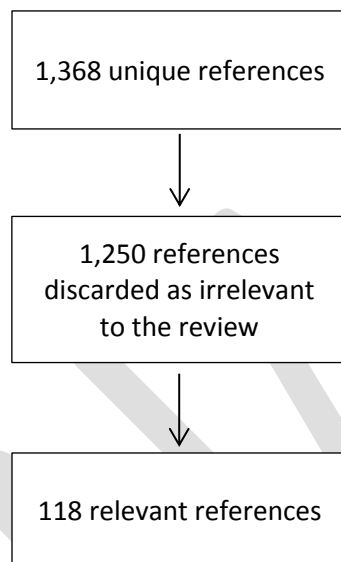 1,368 unique references
1,250 references
discarded as irrelevant
to the review
118 relevant references